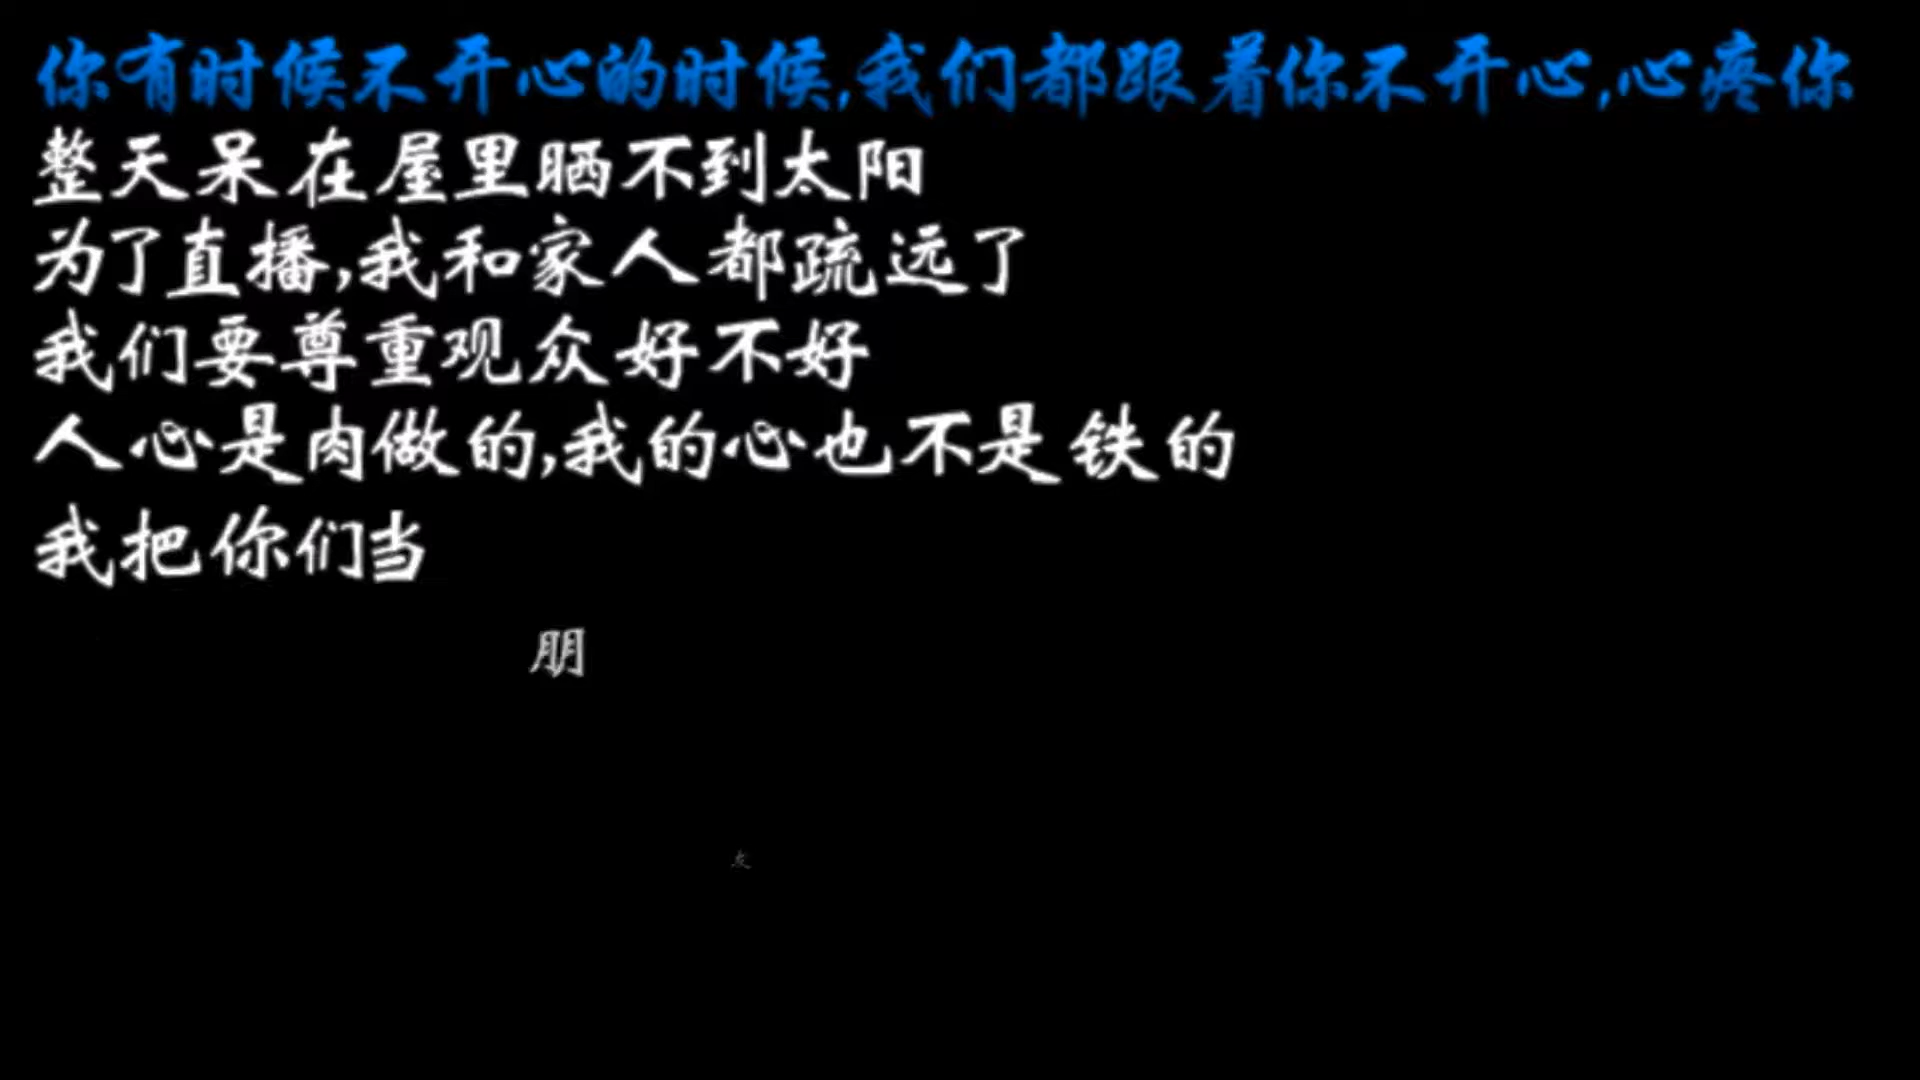 你有时候不开心的时候,我们都跟着你不开心,心疼你
整天呆在屋里晒不到太阳
为了直播,我和家人都疏远了
我们要尊重观众好不好
人心是肉做的,我的心也不是铁的
我把你们当
朋
友